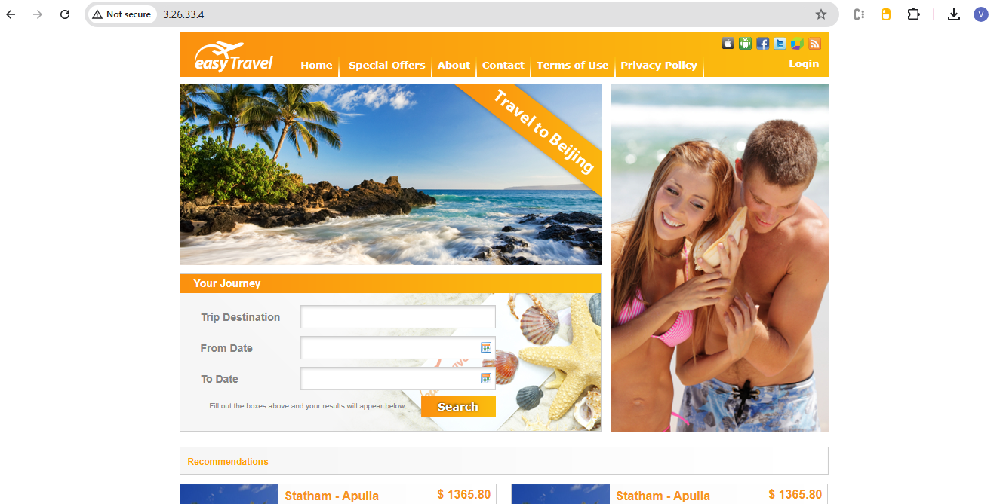 Not secure
3.26.33.4
V
easyTravel
Home
Special Offers
About
Contact
Terms of Use
Privacy Policy
Login
Travel to Beijing
Your Journey
Trip Destination
From Date
To Date
Fill out the boxes above and your results will appear below.
Search
Recommendations
Statham - Apulia
$ 1365.80
Statham - Apulia
$ 1365.80